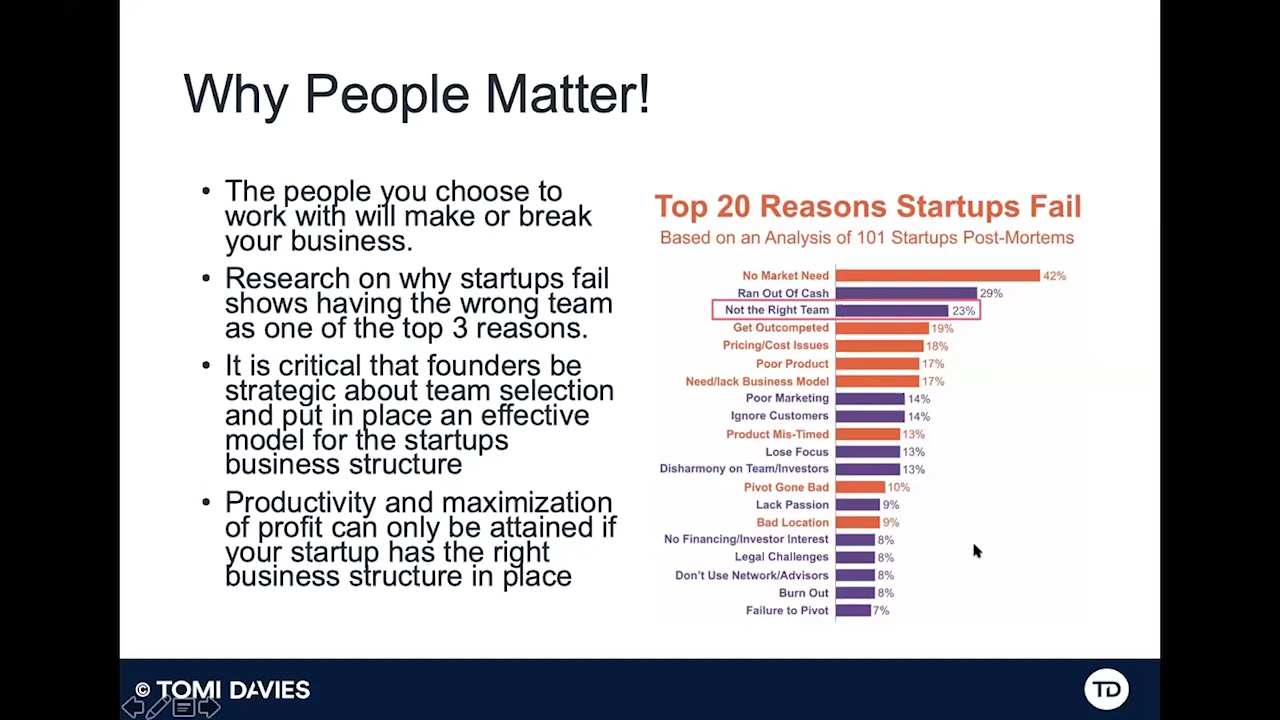 Why People Matter!
• The people you choose to
work with will make or break
your business.
• Research on why startups fail
shows having the wrong team
as one of the top 3 reasons.
• It is critical that founders be
strategic about team selection
and put in place an effective
model for the startups
business structure
• Productivity and maximization
of profit can only be attained if
your startup has the right
business structure in place
Top 20 Reasons Startups Fail
Based on an Analysis of 101 Startups Post-Mortems
No Market Need 42%
Ran Out Of Cash 29%
Not the Right Team 23%
Get Outcompeted 19%
Pricing/Cost Issues 18%
Poor Product 17%
Need/lack Business Model 17%
Poor Marketing 14%
Ignore Customers 14%
Product Mis-Timed 13%
Lose Focus 13%
Disharmony on Team/Investors 13%
Pivot Gone Bad 10%
Lack Passion 9%
Bad Location 9%
No Financing/Investor Interest 8%
Legal Challenges 8%
Don't Use Network/Advisors 8%
Burn Out 8%
Failure to Pivot 7%
© TOMI DAVIES
TD